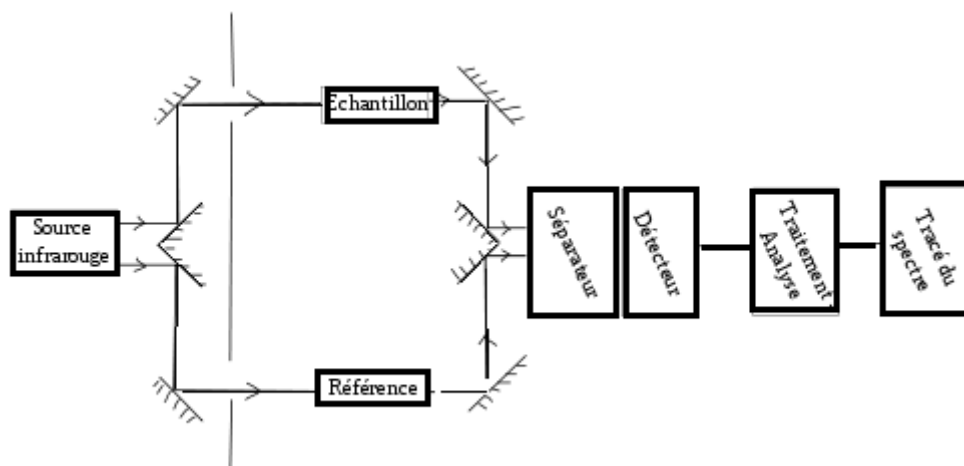 Echantillon
Source
infrarouge
Séparateur
Détecteur
Traitement
Analyse
Tracé du
spectre
Référence